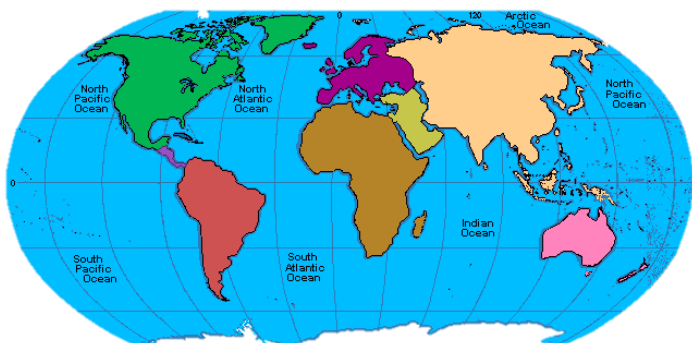 0
120
Arctic
Ocean
North
Pacific
Ocean
North
Atlantic
Ocean
North
Pacific
Ocean
0
Indian
Ocean
South
Pacific
Ocean
South
Atlantic
Ocean